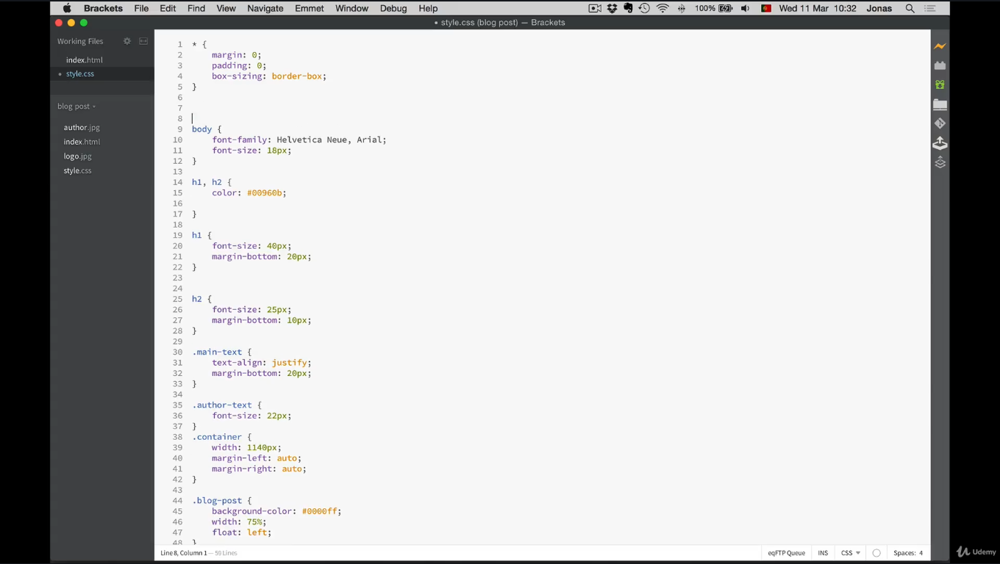 Brackets File Edit Find View Navigate Emmet Window Debug Help 100% Wed 11 Mar 10:32 Jonas
• style.css (blog post) — Brackets
Working Files
index.html
• style.css
blog post
author.jpg
index.html
logo.jpg
style.css
1 * {
2 margin: 0;
3 padding: 0;
4 box-sizing: border-box;
5 }
6
7
8
9 body {
10 font-family: Helvetica Neue, Arial;
11 font-size: 18px;
12 }
13
14 h1, h2 {
15 color: #00960b;
16
17 }
18
19 h1 {
20 font-size: 40px;
21 margin-bottom: 20px;
22 }
23
24
25 h2 {
26 font-size: 25px;
27 margin-bottom: 10px;
28 }
29
30 .main-text {
31 text-align: justify;
32 margin-bottom: 20px;
33 }
34
35 .author-text {
36 font-size: 22px;
37 }
38 .container {
39 width: 1140px;
40 margin-left: auto;
41 margin-right: auto;
42 }
43
44 .blog-post {
45 background-color: #0000ff;
46 width: 75%;
47 float: left;
48 }
Line 8, Column 1 — 59 Lines
eqFTP Queue INS CSS Spaces: 4
Udemy